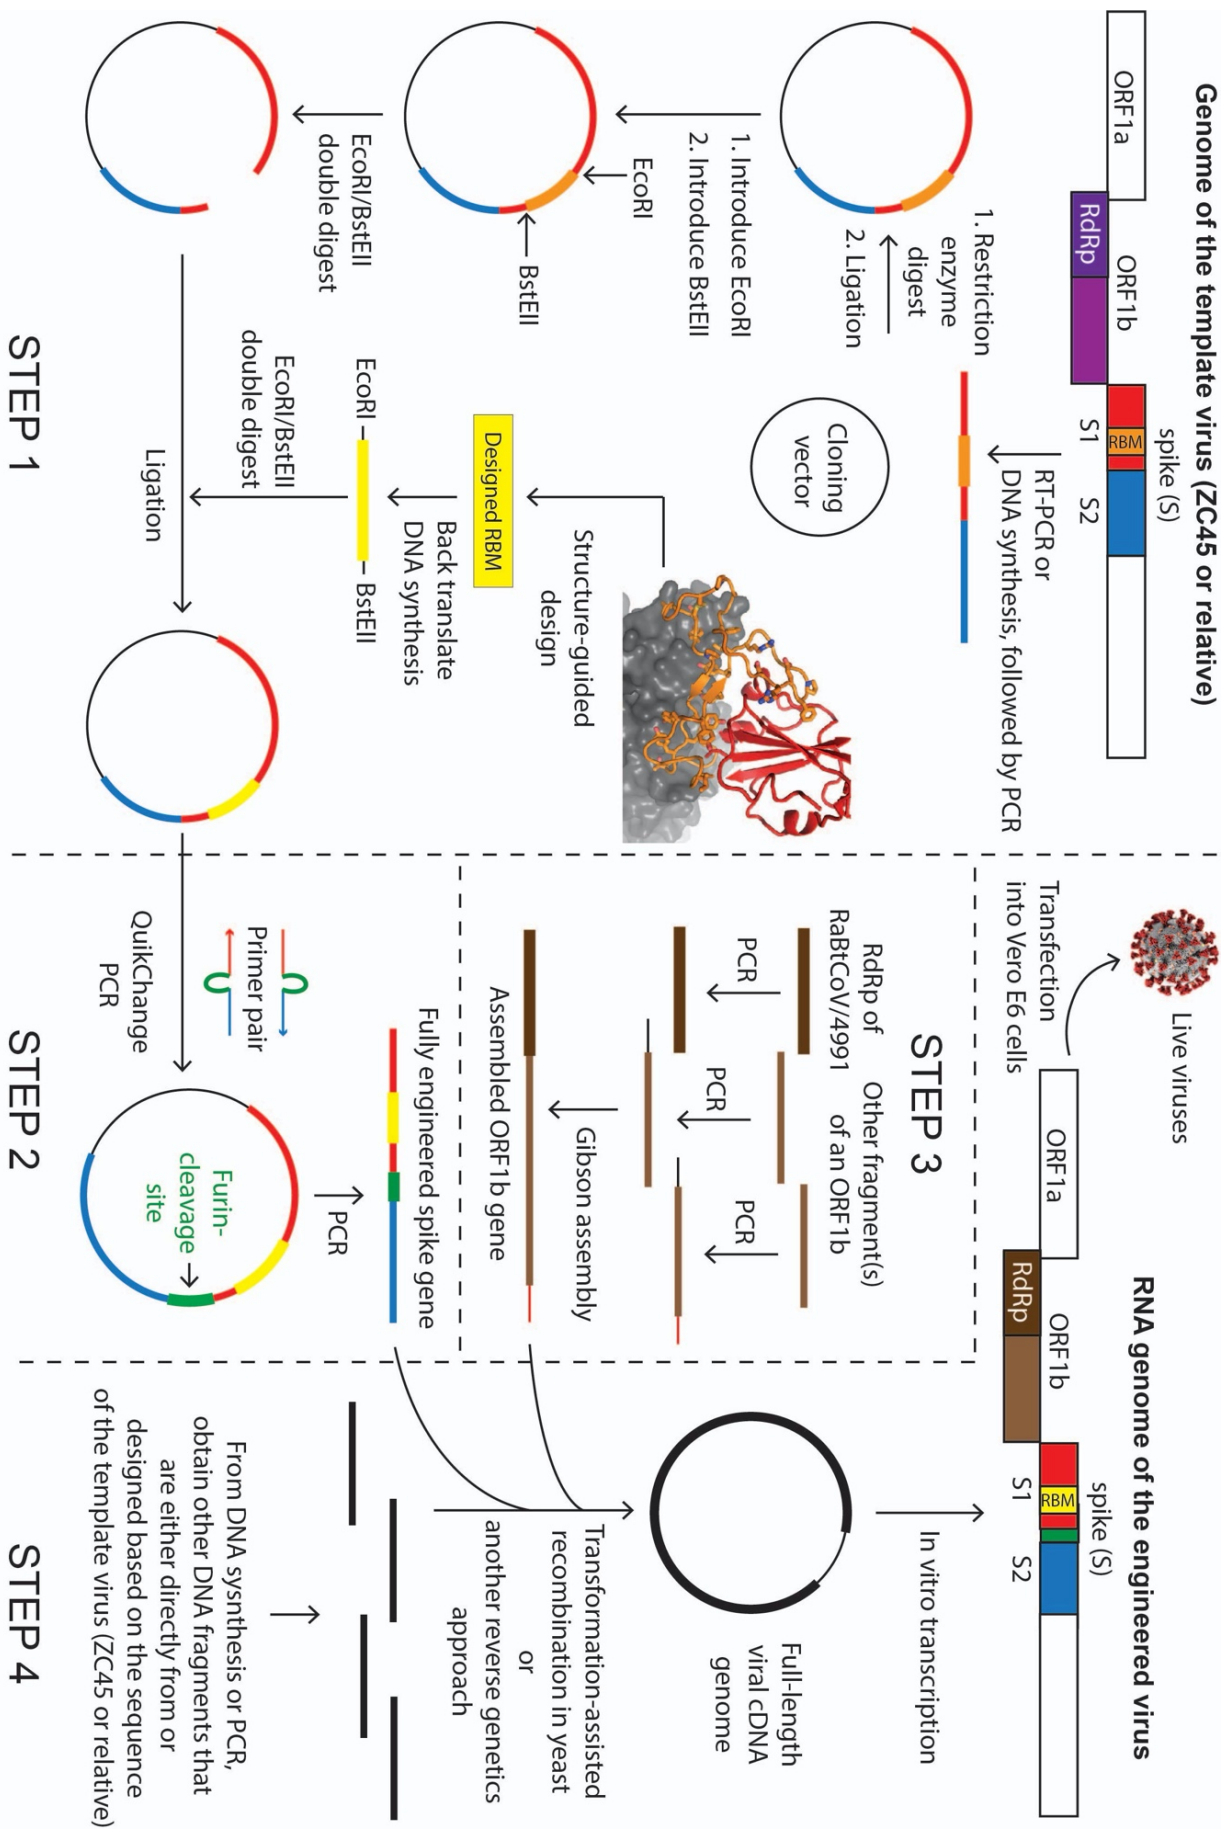 Genome of the template virus (ZC45 or relative)
ORF1a
ORF1b
RdRp
spike (S)
RBM
S1
S2
RT-PCR or
DNA synthesis, followed by PCR
Cloning
vector
1. Restriction
enzyme
digest
2. Ligation
1. Introduce EcoRI
2. Introduce BstEII
EcoRI
BstEII
EcoRI/BstEII
double digest
Structure-guided
design
Designed RBM
Back translate
DNA synthesis
EcoRI
BstEII
EcoRI/BstEII
double digest
Ligation
STEP 1
QuikChange
PCR
Primer pair
Furin-
cleavage
site
PCR
Fully engineered spike gene
STEP 2
STEP 3
RdRp of
RaBtCoV/4991
Other fragment(s)
of an ORF1b
PCR
PCR
PCR
Gibson assembly
Assembled ORF1b gene
From DNA sysnthesis or PCR,
obtain other DNA fragments that
are either directly from or
designed based on the sequence
of the template virus (ZC45 or relative)
Transformation-assisted
recombination in yeast
or
another reverse genetics
approach
Full-length
viral cDNA
genome
In vitro transcription
STEP 4
RNA genome of the engineered virus
ORF1a
ORF1b
RdRp
spike (S)
RBM
S1
S2
Transfection
into Vero E6 cells
Live viruses